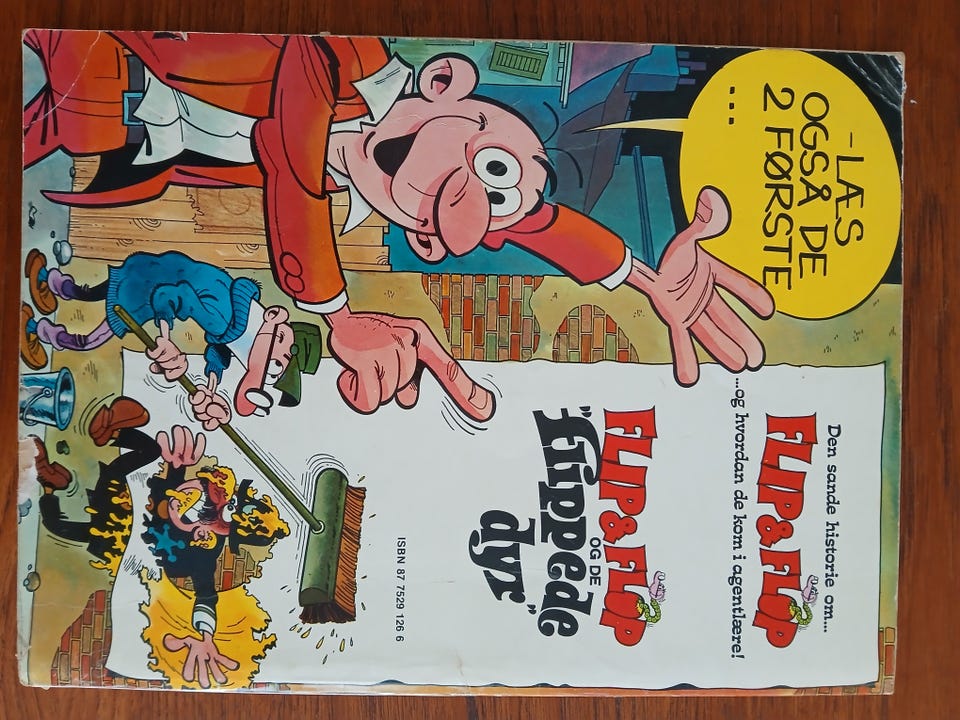 -LÆS
OGSÅ DE
2 FØRSTE
...
Den sande historie om...
FLIP & FLOP
...og hvordan de kom i agentlære!
FLIP & FLOP
OG DE
"flippede
dyr"
ISBN 87 7529 126 6